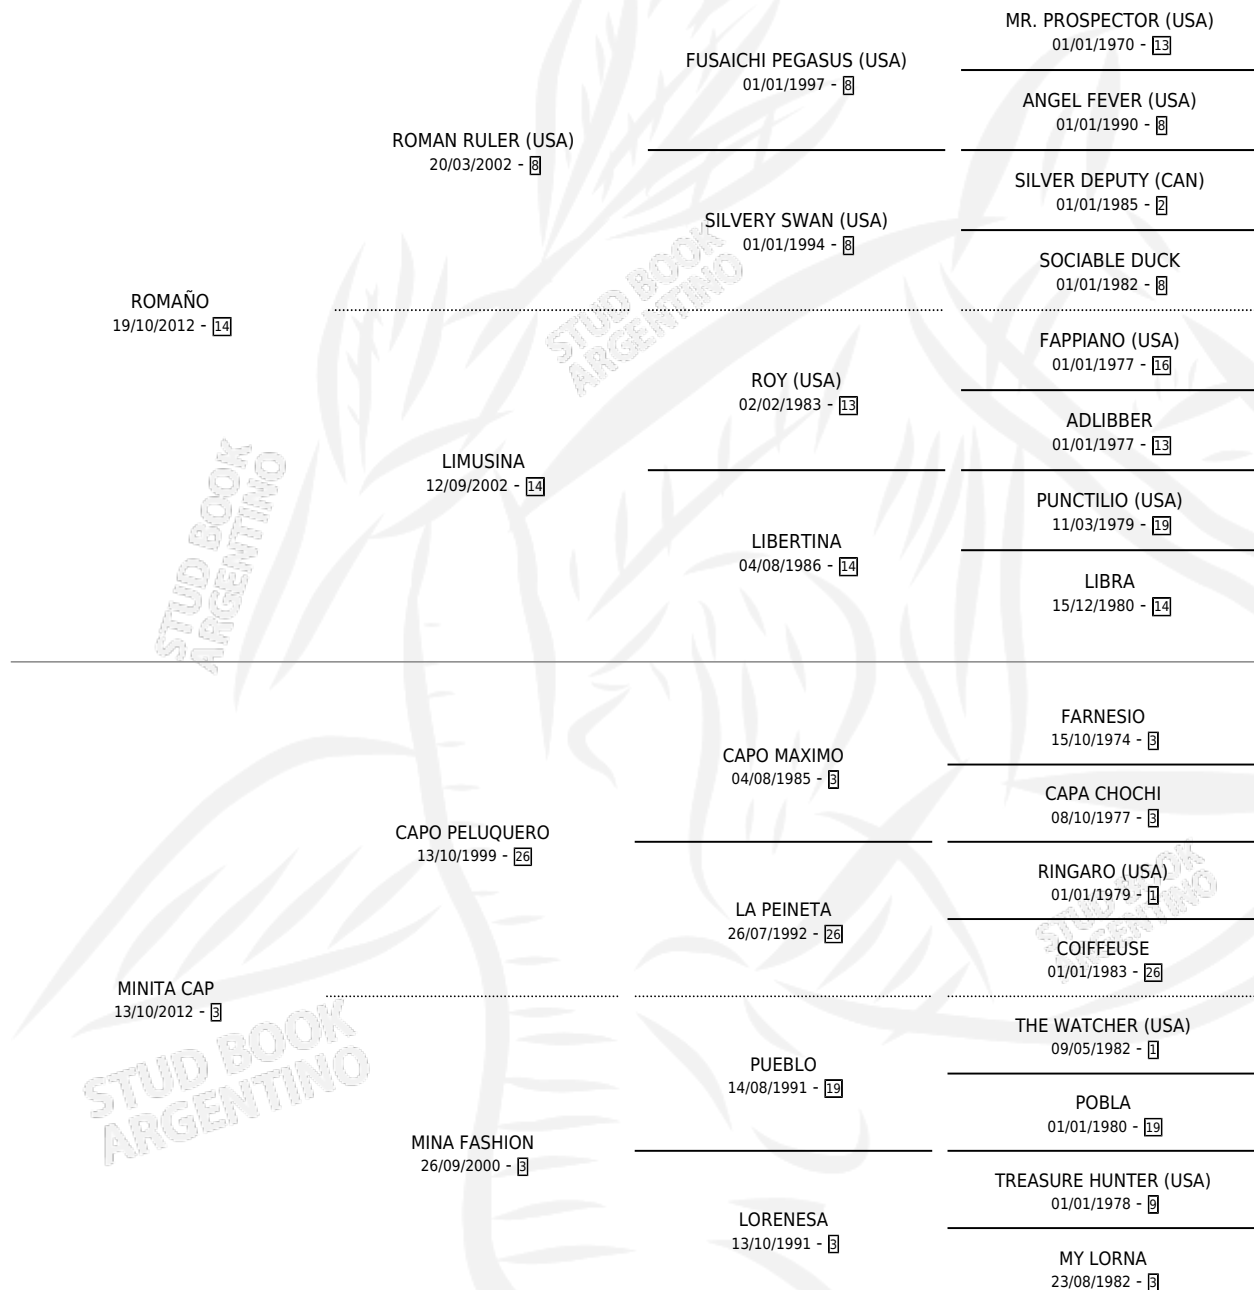 MR. PROSPECTOR (USA)
01/01/1970 - 13
FUSAICHI PEGASUS (USA)
01/01/1997 - 8
ANGEL FEVER (USA)
01/01/1990 - 8
ROMAN RULER (USA)
20/03/2002 - 8
SILVER DEPUTY (CAN)
01/01/1985 - 2
SILVERY SWAN (USA)
01/01/1994 - 8
SOCIABLE DUCK
01/01/1982 - 8
STUD BOOK
ARGENTINO
ROMAÑO
19/10/2012 - 14
FAPPIANO (USA)
01/01/1977 - 16
ROY (USA)
02/02/1983 - 13
ADLIBBER
01/01/1977 - 13
LIMUSINA
12/09/2002 - 14
PUNCTILIO (USA)
11/03/1979 - 19
LIBERTINA
04/08/1986 - 14
LIBRA
15/12/1980 - 14
STUD BOOK
ARGENTINO
FARNESIO
15/10/1974 - 3
CAPO MAXIMO
04/08/1985 - 3
CAPA CHOCHI
08/10/1977 - 3
CAPO PELUQUERO
13/10/1999 - 26
RINGARO (USA)
01/01/1979 - 1
LA PEINETA
26/07/1992 - 26
COIFFEUSE
01/01/1983 - 26
STUD BOOK
ARGENTINO
MINITA CAP
13/10/2012 - 3
THE WATCHER (USA)
09/05/1982 - 1
PUEBLO
14/08/1991 - 19
POBLA
01/01/1980 - 19
STUD BOOK
ARGENTINO
MINA FASHION
26/09/2000 - 3
TREASURE HUNTER (USA)
01/01/1978 - 9
LORENESA
13/10/1991 - 3
MY LORNA
23/08/1982 - 3